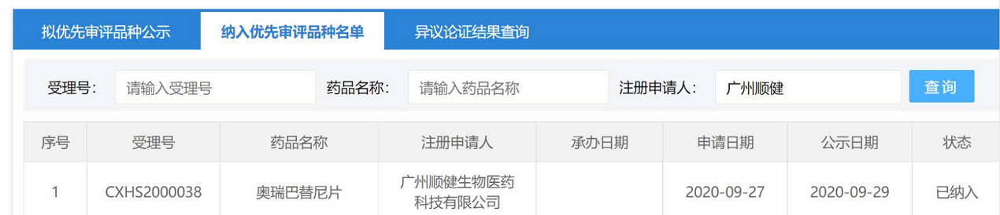 拟优先审评品种公示 纳入优先审评品种名单 异议论证结果查询
受理号： 请输入受理号 药品名称： 请输入药品名称 注册申请人： 广州顺健 查询
序号 受理号 药品名称 注册申请人 承办日期 申请日期 公示日期 状态
1 CXHS2000038 奥瑞巴替尼片 广州顺健生物医药 2020-09-27 2020-09-29 已纳入
科技有限公司